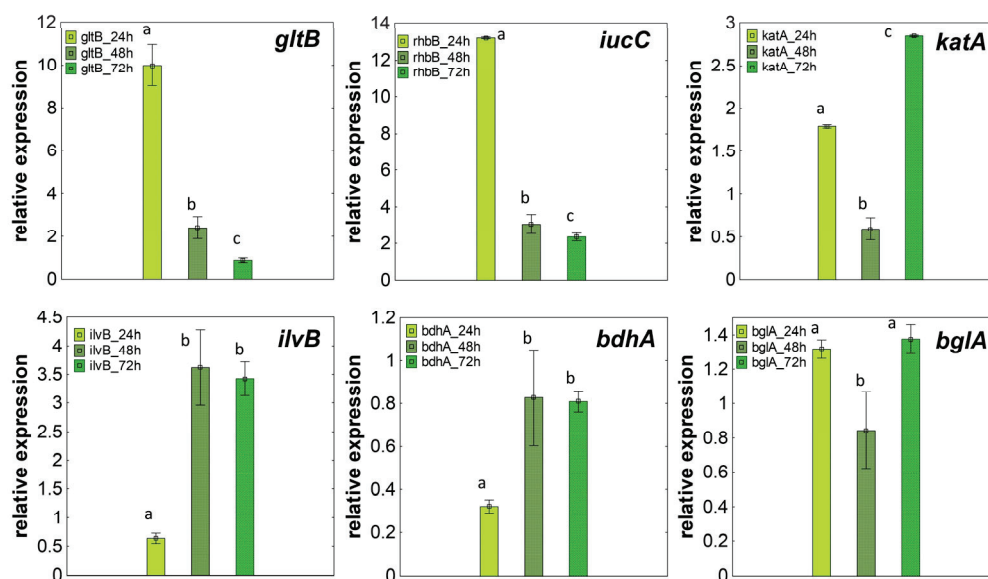 gltB
gltB_24h
gltB_48h
gltB_72h
relative expression
12
10
8
6
4
2
0
a
b
c
iucC
rhbB_24h
rhbB_48h
rhbB_72h
relative expression
14
12
10
8
6
4
2
0
a
b
c
katA
katA_24h
katA_48h
katA_72h
relative expression
3
2.5
2
1.5
1
0.5
0
a
b
c
ilvB
ilvB_24h
ilvB_48h
ilvB_72h
relative expression
4.5
4
3.5
3
2.5
2
1.5
1
0.5
0
a
b
b
bdhA
bdhA_24h
bdhA_48h
bdhA_72h
relative expression
1.2
1
0.8
0.6
0.4
0.2
0
a
b
b
bglA
bglA_24h
bglA_48h
bglA_72h
relative expression
1.4
1.2
1
0.8
0.6
0.4
0.2
0
a
b
a